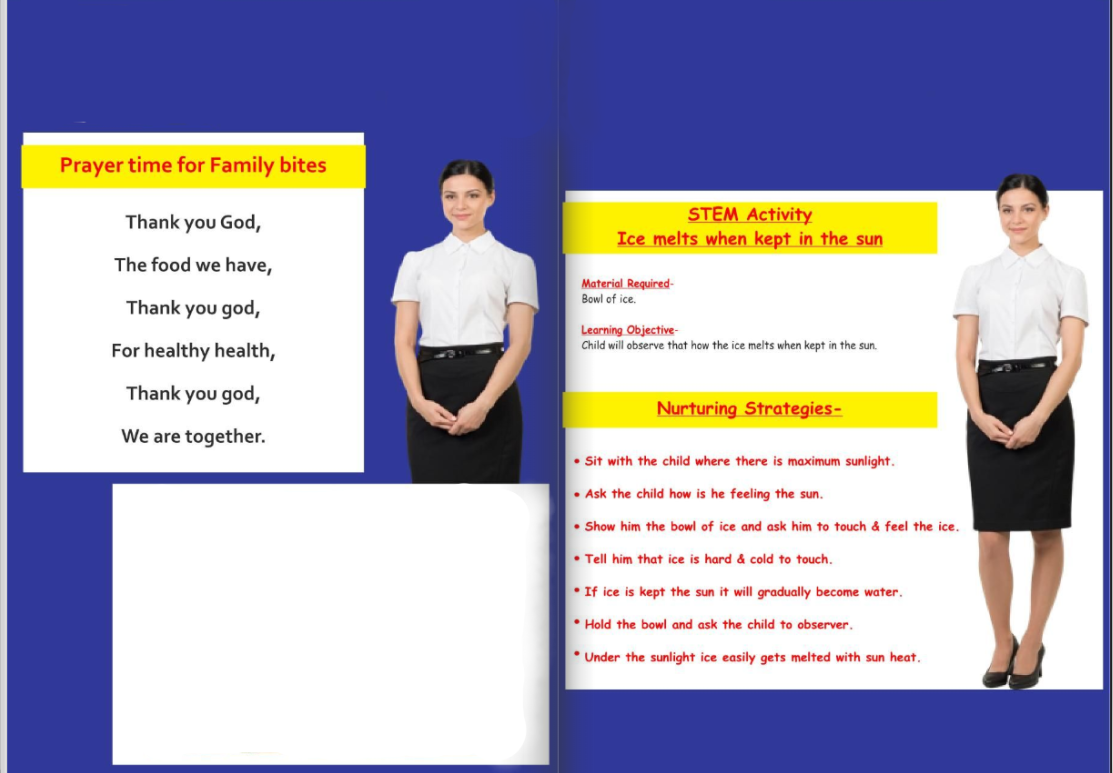 Prayer time for Family bites
Thank you God,
The food we have,
Thank you god,
For healthy health,
Thank you god,
We are together.
STEM Activity
Ice melts when kept in the sun
Material Required-
Bowl of ice.
Learning Objective-
Child will observe that how the ice melts when kept in the sun.
Nurturing Strategies-
• Sit with the child where there is maximum sunlight.
• Ask the child how is he feeling the sun.
• Show him the bowl of ice and ask him to touch & feel the ice.
• Tell him that ice is hard & cold to touch.
• If ice is kept the sun it will gradually become water.
• Hold the bowl and ask the child to observer.
• Under the sunlight ice easily gets melted with sun heat.